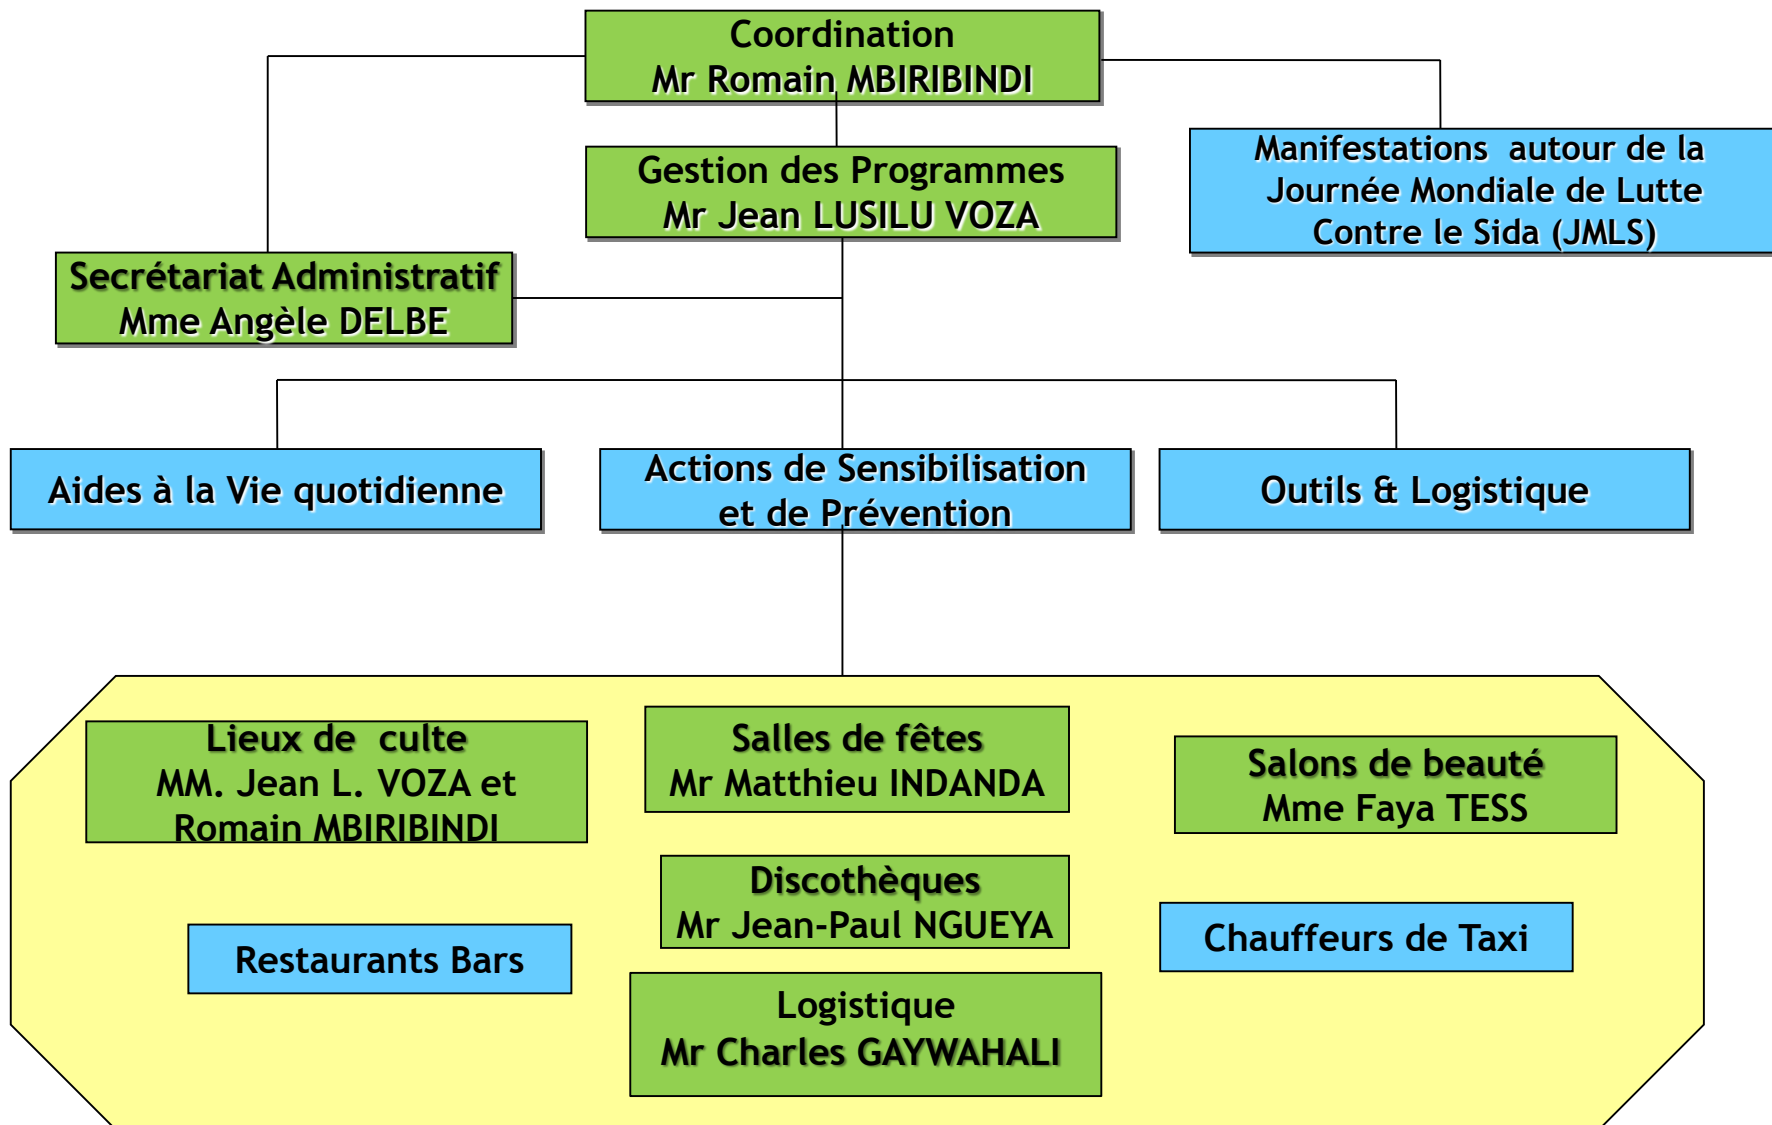 Coordination
Mr Romain MBIRIBINDI
Gestion des Programmes
Mr Jean LUSILU VOZA
Manifestations autour de la
Journée Mondiale de Lutte
Contre le Sida (JMLS)
Secrétariat Administratif
Mme Angèle DELBE
Aides à la Vie quotidienne
Actions de Sensibilisation
et de Prévention
Outils & Logistique
Lieux de culte
MM. Jean L. VOZA et
Romain MBIRIBINDI
Salles de fêtes
Mr Matthieu INDANDA
Salons de beauté
Mme Faya TESS
Discothèques
Mr Jean-Paul NGUEYA
Restaurants Bars
Chauffeurs de Taxi
Logistique
Mr Charles GAYWAHALI